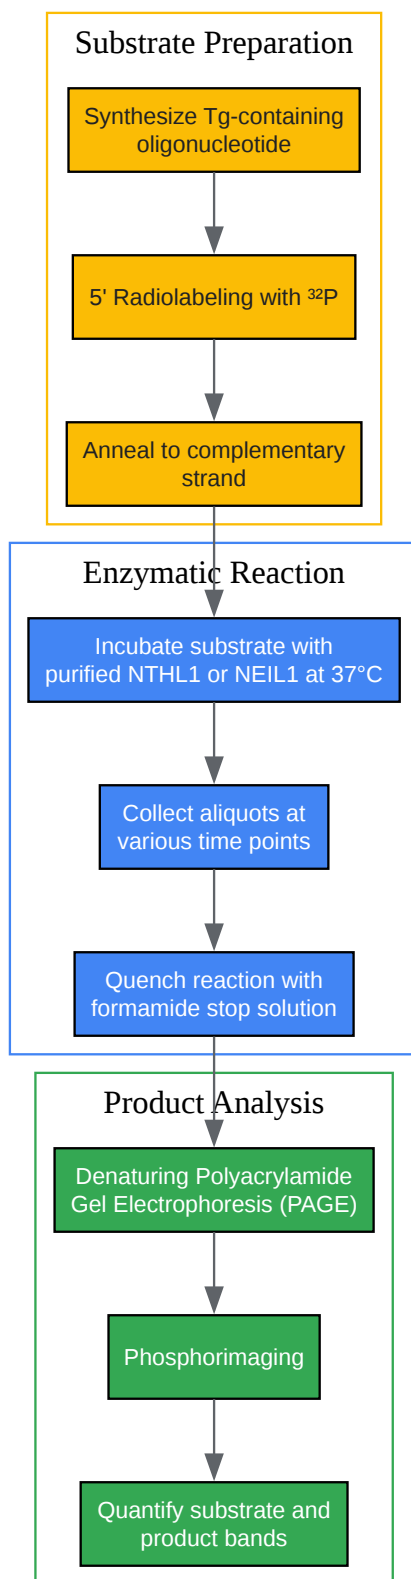 Substrate Preparation
Synthesize Tg-containing
oligonucleotide
5' Radiolabeling with ³²P
Anneal to complementary
strand
Enzymatic Reaction
Incubate substrate with
purified NTHL1 or NEIL1 at 37°C
Collect aliquots at
various time points
Quench reaction with
formamide stop solution
Product Analysis
Denaturing Polyacrylamide
Gel Electrophoresis (PAGE)
Phosphorimaging
Quantify substrate and
product bands